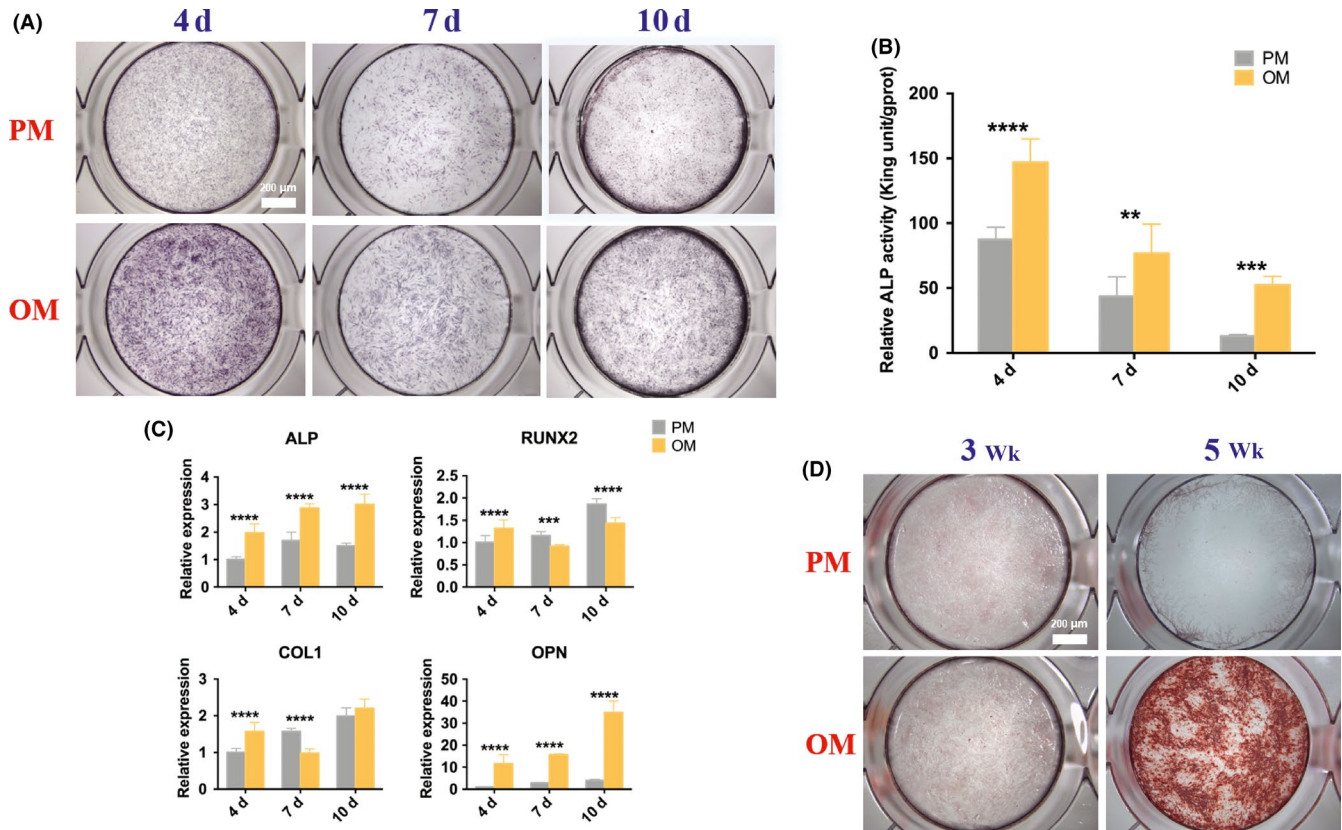 (A)
4 d 7 d 10 d
PM
200 µm
OM
(B)
PM
OM
Relative ALP activity (King unit/gprot)
200
150
100
50
0
****
**
***
4 d 7 d 10 d
(C)
PM
OM
ALP
Relative expression
4
3
2
1
0
**** **** ****
4 d 7 d 10 d
RUNX2
Relative expression
2.5
2.0
1.5
1.0
0.5
0.0
**** *** ****
4 d 7 d 10 d
COL1
Relative expression
3
2
1
0
**** ****
4 d 7 d 10 d
OPN
Relative expression
50
40
30
20
10
0
**** **** ****
4 d 7 d 10 d
(D)
3 Wk 5 Wk
PM
200 µm
OM